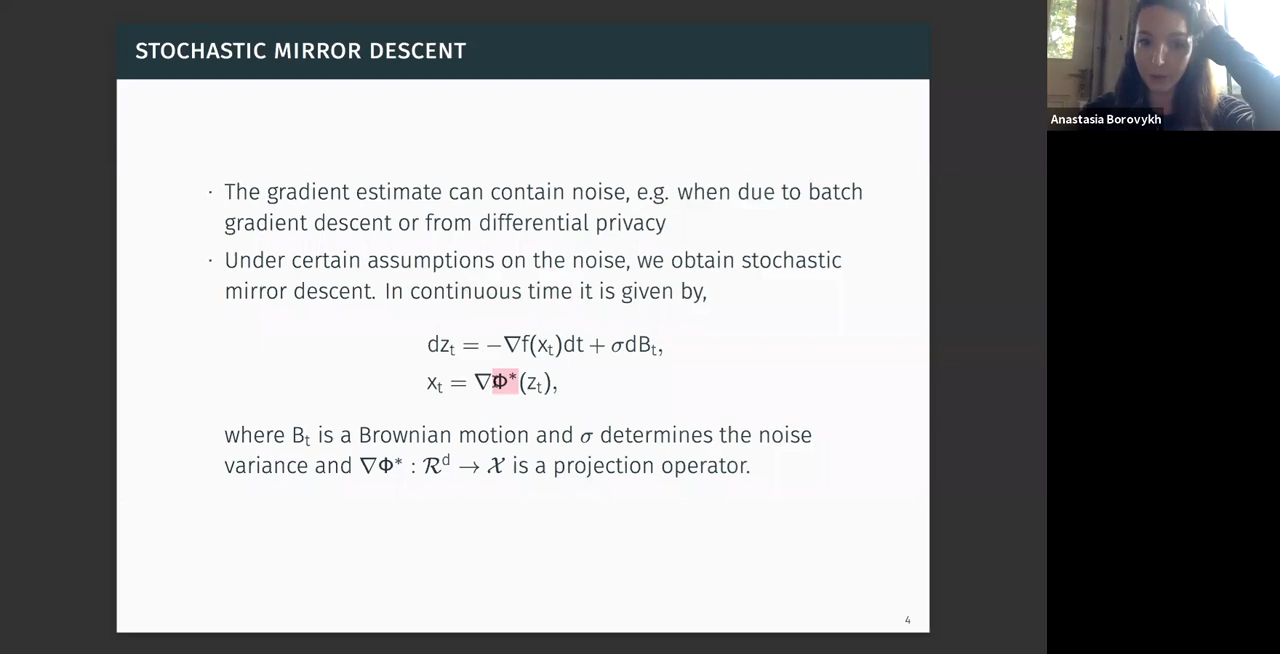 STOCHASTIC MIRROR DESCENT
Anastasia Borovykh
· The gradient estimate can contain noise, e.g. when due to batch
gradient descent or from differential privacy
· Under certain assumptions on the noise, we obtain stochastic
mirror descent. In continuous time it is given by,
dz_t = −∇f(x_t)dt + σdB_t,
x_t = ∇Φ*(z_t),
where B_t is a Brownian motion and σ determines the noise
variance and ∇Φ* : ℛ^d → 𝒳 is a projection operator.
4